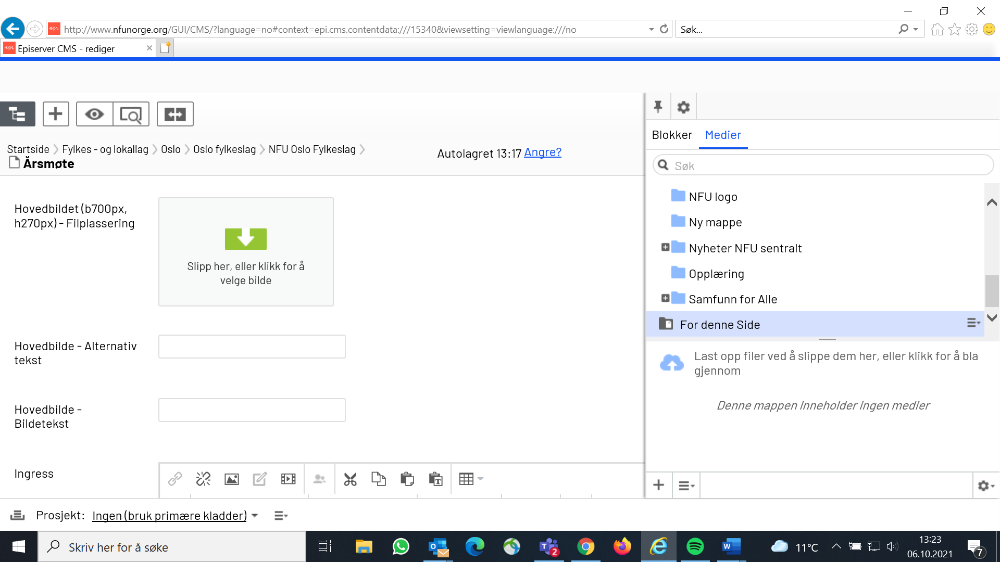 http://www.nfunorge.org/GUI/CMS/?language=no#context=epi.cms.contentdata:///15340&viewsetting=viewlanguage:///no
Søk...
epi Episerver CMS - rediger
Startside Fylkes - og lokallag Oslo Oslo fylkeslag NFU Oslo Fylkeslag
Årsmøte
Autolagret 13:17 Angre?
Hovedbildet (b700px,
h270px) - Filplassering
Slipp her, eller klikk for å
velge bilde
Hovedbilde - Alternativ
tekst
Hovedbilde -
Bildetekst
Ingress
Prosjekt: Ingen (bruk primære kladder)
Blokker Medier
Søk
NFU logo
Ny mappe
Nyheter NFU sentralt
Opplæring
Samfunn for Alle
For denne Side
Last opp filer ved å slippe dem her, eller klikk for å bla
gjennom
Denne mappen inneholder ingen medier
Skriv her for å søke
2
11°C
13:23
06.10.2021
7